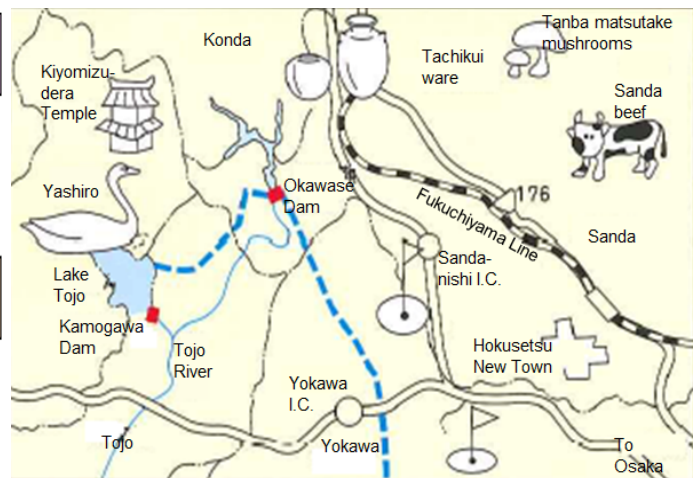 Konda
Tanba matsutake
mushrooms
Tachikui
ware
Kiyomizu-
dera
Temple
Sanda
beef
Yashiro
Okawase
Dam
176
Fukuchiyama Line
Sanda
Sanda-
nishi I.C.
Lake
Tojo
Kamogawa
Dam
Tojo
River
Hokusetsu
New Town
Yokawa
I.C.
Tojo
Yokawa
To
Osaka